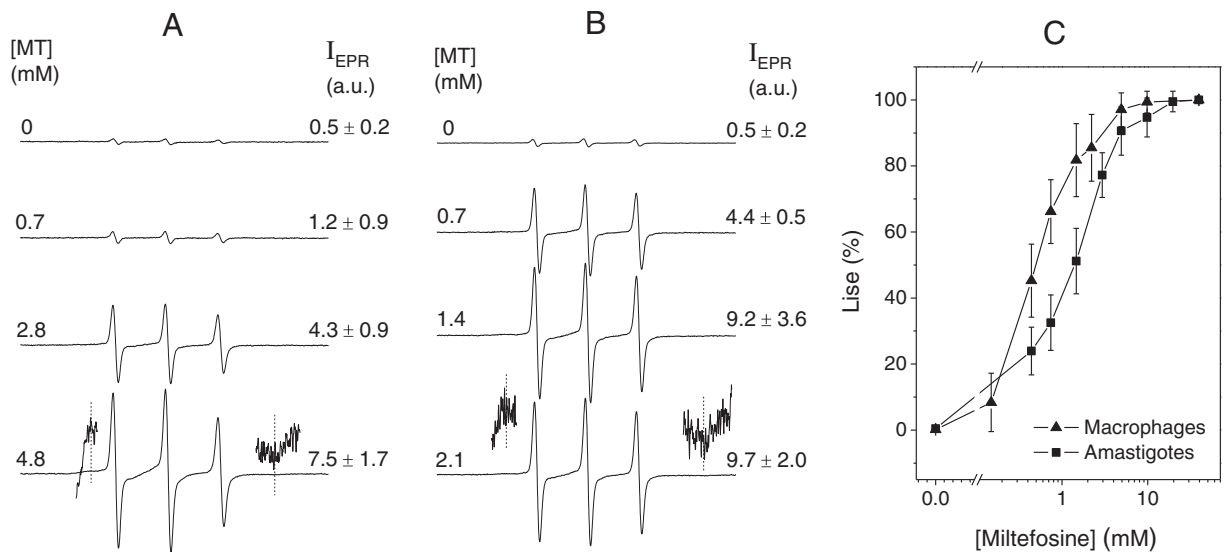 A
[MT]
(mM)
I_EPR
(a.u.)
0
0.5 ± 0.2
0.7
1.2 ± 0.9
2.8
4.3 ± 0.9
4.8
7.5 ± 1.7
B
[MT]
(mM)
I_EPR
(a.u.)
0
0.5 ± 0.2
0.7
4.4 ± 0.5
1.4
9.2 ± 3.6
2.1
9.7 ± 2.0
C
Lise (%)
100
80
60
40
20
0
Macrophages
Amastigotes
0.0
1
10
[Miltefosine] (mM)